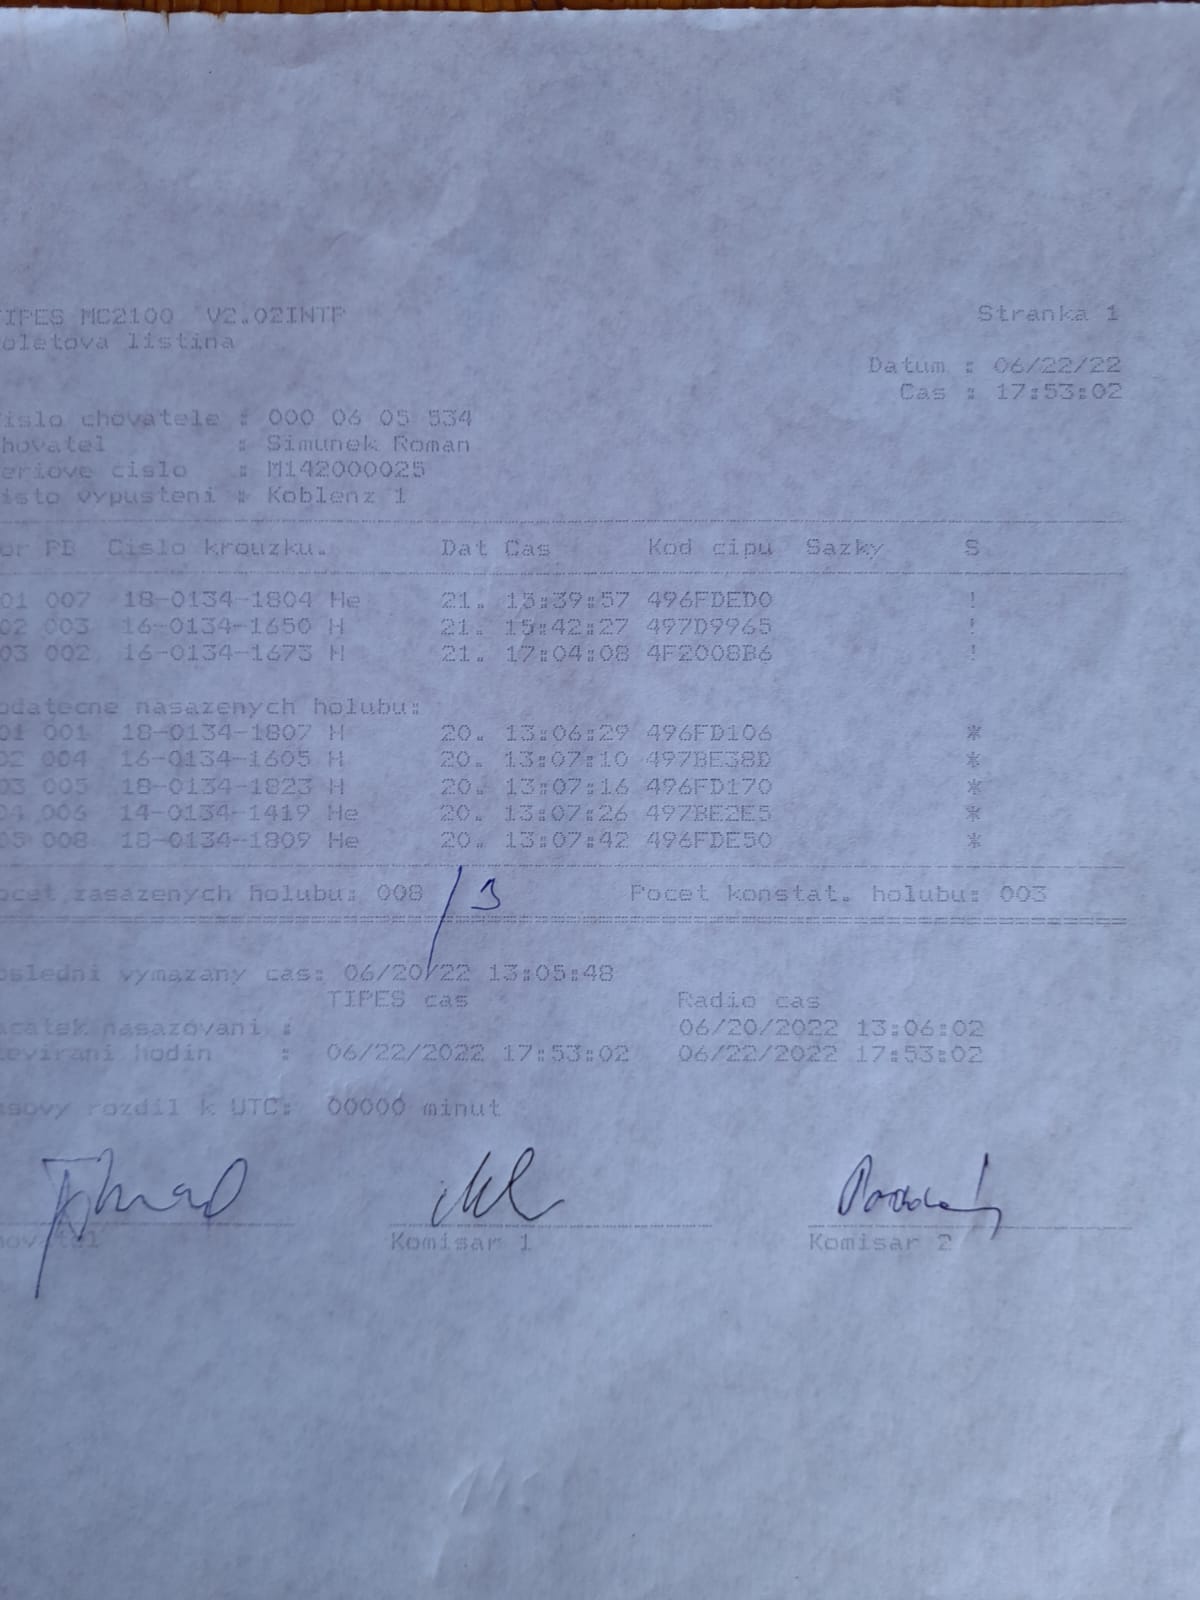 TIPES MC2100 V2.02INTP Stranka 1
oletova listina
Datum : 06/22/22
Cas : 17:53:02
islo chovatele : 000 06 05 534
hovatel : Simunek Roman
eriove cislo : M142000025
isto vypusteni : Koblenz 1
or PB Cislo krouzku. Dat Cas Kod cipu Sazky S
01 007 18-0134-1804 He 21. 15:39:57 496FDED0 !
02 003 16-0134-1650 H 21. 15:42:27 497D9965 !
03 002 16-0134-1673 H 21. 17:04:08 4F2008B6 !
odatecne nasazenych holubu:
01 001 18-0134-1807 H 20. 13:06:29 496FD106 *
02 004 16-0134-1605 H 20. 13:07:10 497BE38D *
03 005 18-0134-1823 H 20. 13:07:16 496FD170 *
04 006 14-0134-1419 He 20. 13:07:26 497BE2E5 *
05 008 18-0134-1809 He 20. 13:07:42 496FDE50 *
ocet zasazenych holubu: 008 / 3 Pocet konstat. holubu: 003
osledni vymazany cas: 06/20/22 13:05:48
TIPES cas Radio cas
acatek nasazovani : 06/20/2022 13:06:02
tevirani hodin : 06/22/2022 17:53:02 06/22/2022 17:53:02
asovy rozdil k UTC: 00000 minut
hovatel Komisar 1 Komisar 2